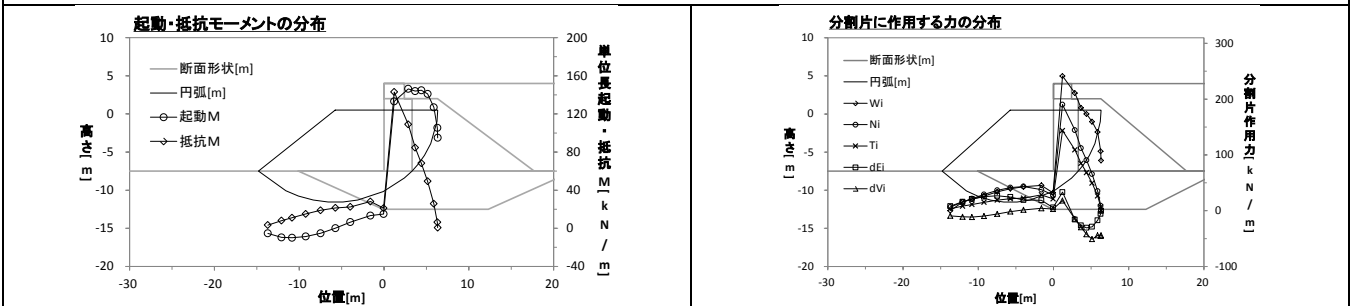 起動・抵抗モーメントの分布
10
5
0
-5
-10
-15
-20
高さ[m]
断面形状[m]
円弧[m]
起動M
抵抗M
200
160
120
80
40
0
-40
単位長起動・抵抗M[kN/m]
-30
-20
-10
0
10
20
位置[m]
分割片に作用する力の分布
10
5
0
-5
-10
-15
-20
高さ[m]
断面形状[m]
円弧[m]
Wi
Ni
Ti
dEi
dVi
300
200
100
0
-100
分割片作用力[kN/m]
-30
-20
-10
0
10
20
位置[m]